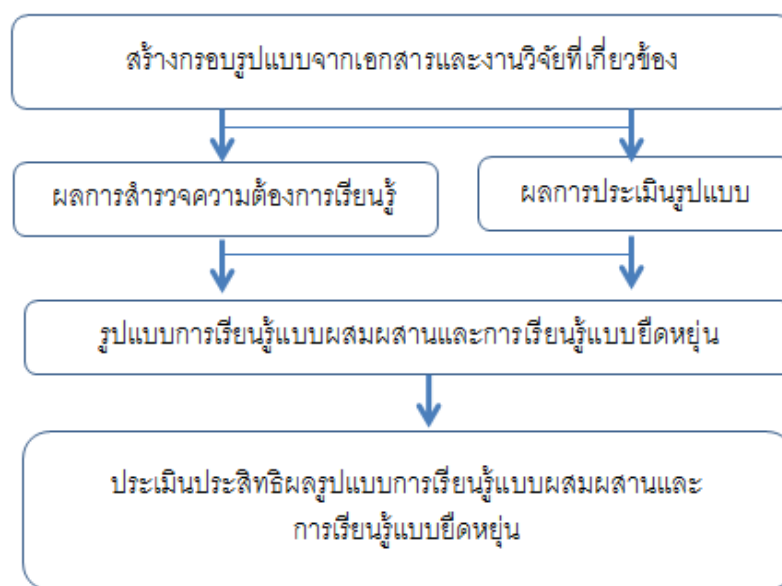 สร้างกรอบรูปแบบจากเอกสารและงานวิจัยที่เกี่ยวข้อง
ผลการสำรวจความต้องการเรียนรู้
ผลการประเมินรูปแบบ
รูปแบบการเรียนรู้แบบผสมผสานและการเรียนรู้แบบยืดหยุ่น
ประเมินประสิทธิผลรูปแบบการเรียนรู้แบบผสมผสานและ
การเรียนรู้แบบยืดหยุ่น